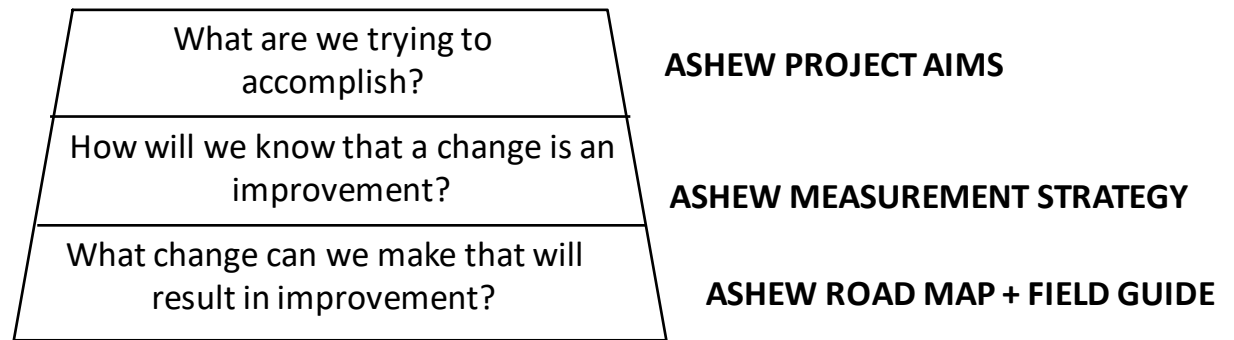 What are we trying to
accomplish?
ASHEW PROJECT AIMS
How will we know that a change is an
improvement?
ASHEW MEASUREMENT STRATEGY
What change can we make that will
result in improvement?
ASHEW ROAD MAP + FIELD GUIDE